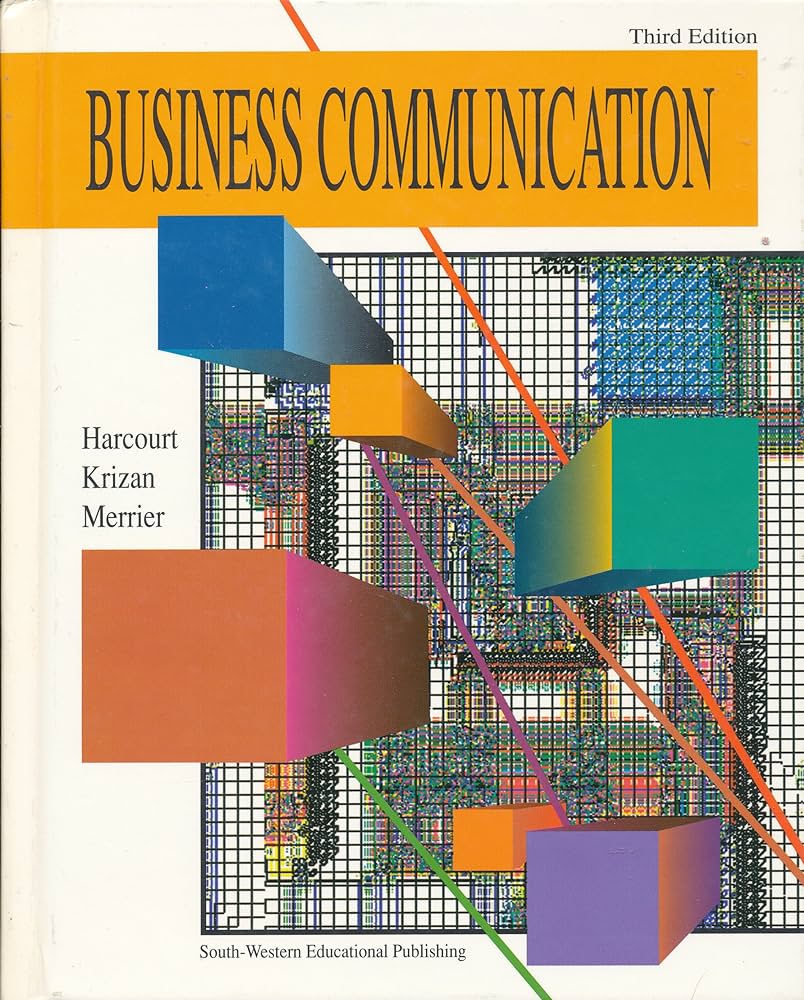 Third Edition
BUSINESS COMMUNICATION
Harcourt
Krizan
Merrier
South-Western Educational Publishing